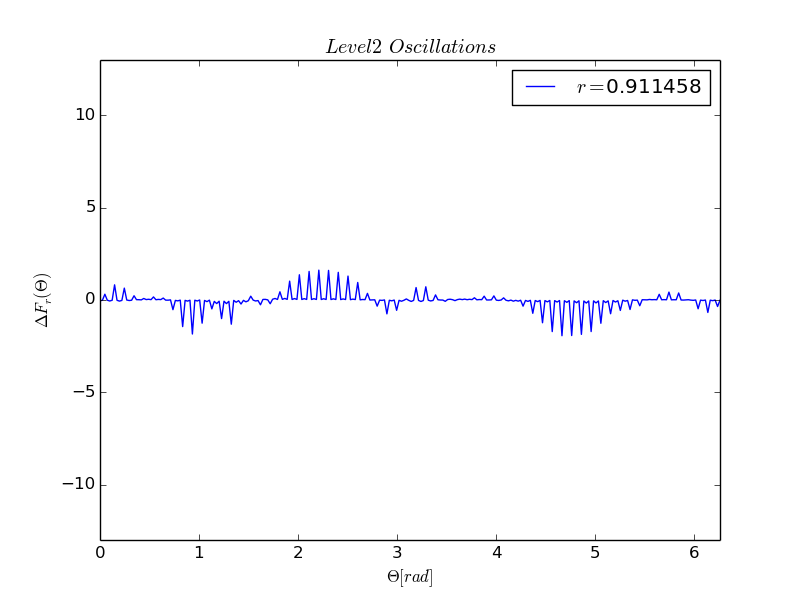 Level2 Oscillations
r=0.911458
10
5
0
−5
−10
ΔF_r(Θ)
0 1 2 3 4 5 6
Θ[rad]